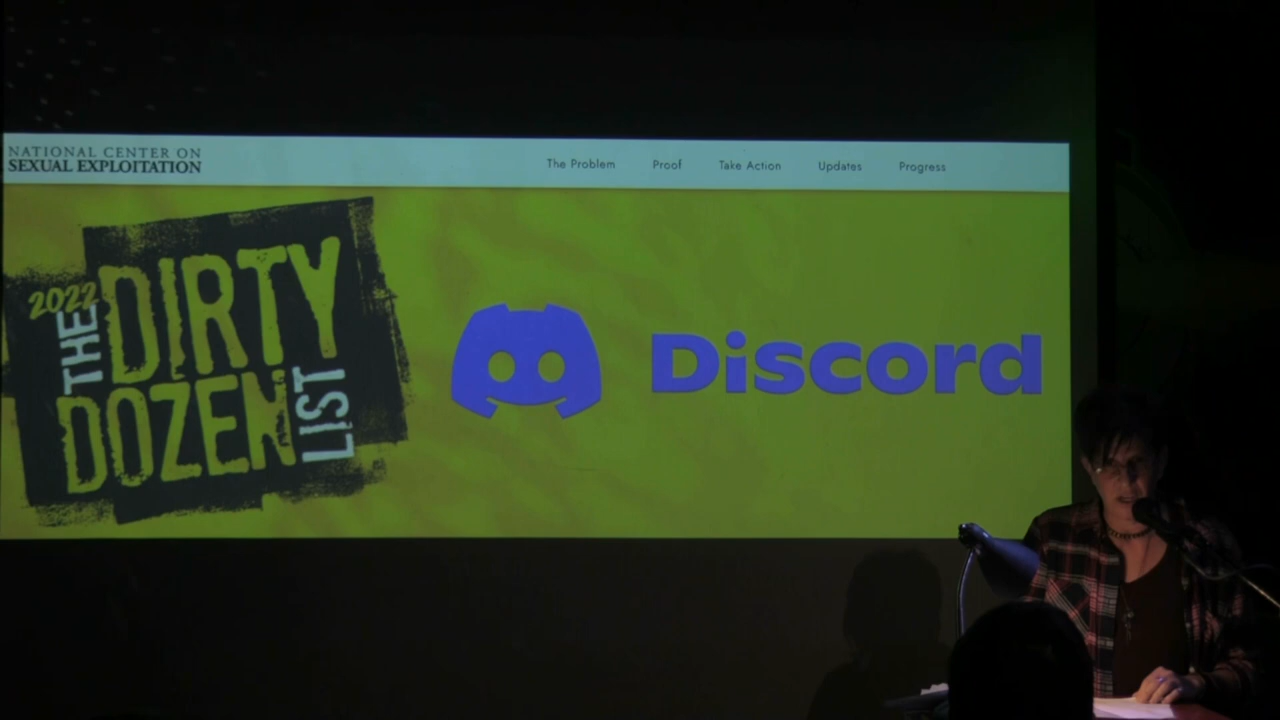 NATIONAL CENTER ON
SEXUAL EXPLOITATION
The Problem Proof Take Action Updates Progress
2022
THE
DIRTY
DOZEN
LIST
Discord